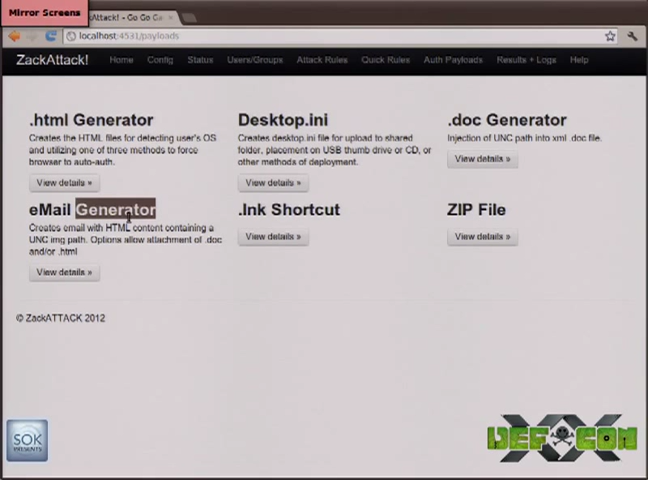 Mirror Screens
Attack! - Go Go Ga
localhost:4531/payloads
ZackAttack! Home Config Status Users/Groups Attack Rules Quick Rules Auth Payloads Results + Logs Help
.html Generator
Creates the HTML files for detecting user's OS
and utilizing one of three methods to force
browser to auto-auth.
View details »
Desktop.ini
Creates desktop.ini file for upload to shared
folder, placement on USB thumb drive or CD, or
other methods of deployment.
View details »
.doc Generator
Injection of UNC path into xml .doc file.
View details »
eMail Generator
Creates email with HTML content containing a
UNC img path. Options allow attachment of .doc
and/or .html
View details »
.lnk Shortcut
View details »
ZIP File
View details »
© ZackATTACK 2012
SOK
PRESENTS
DEFCON
XX